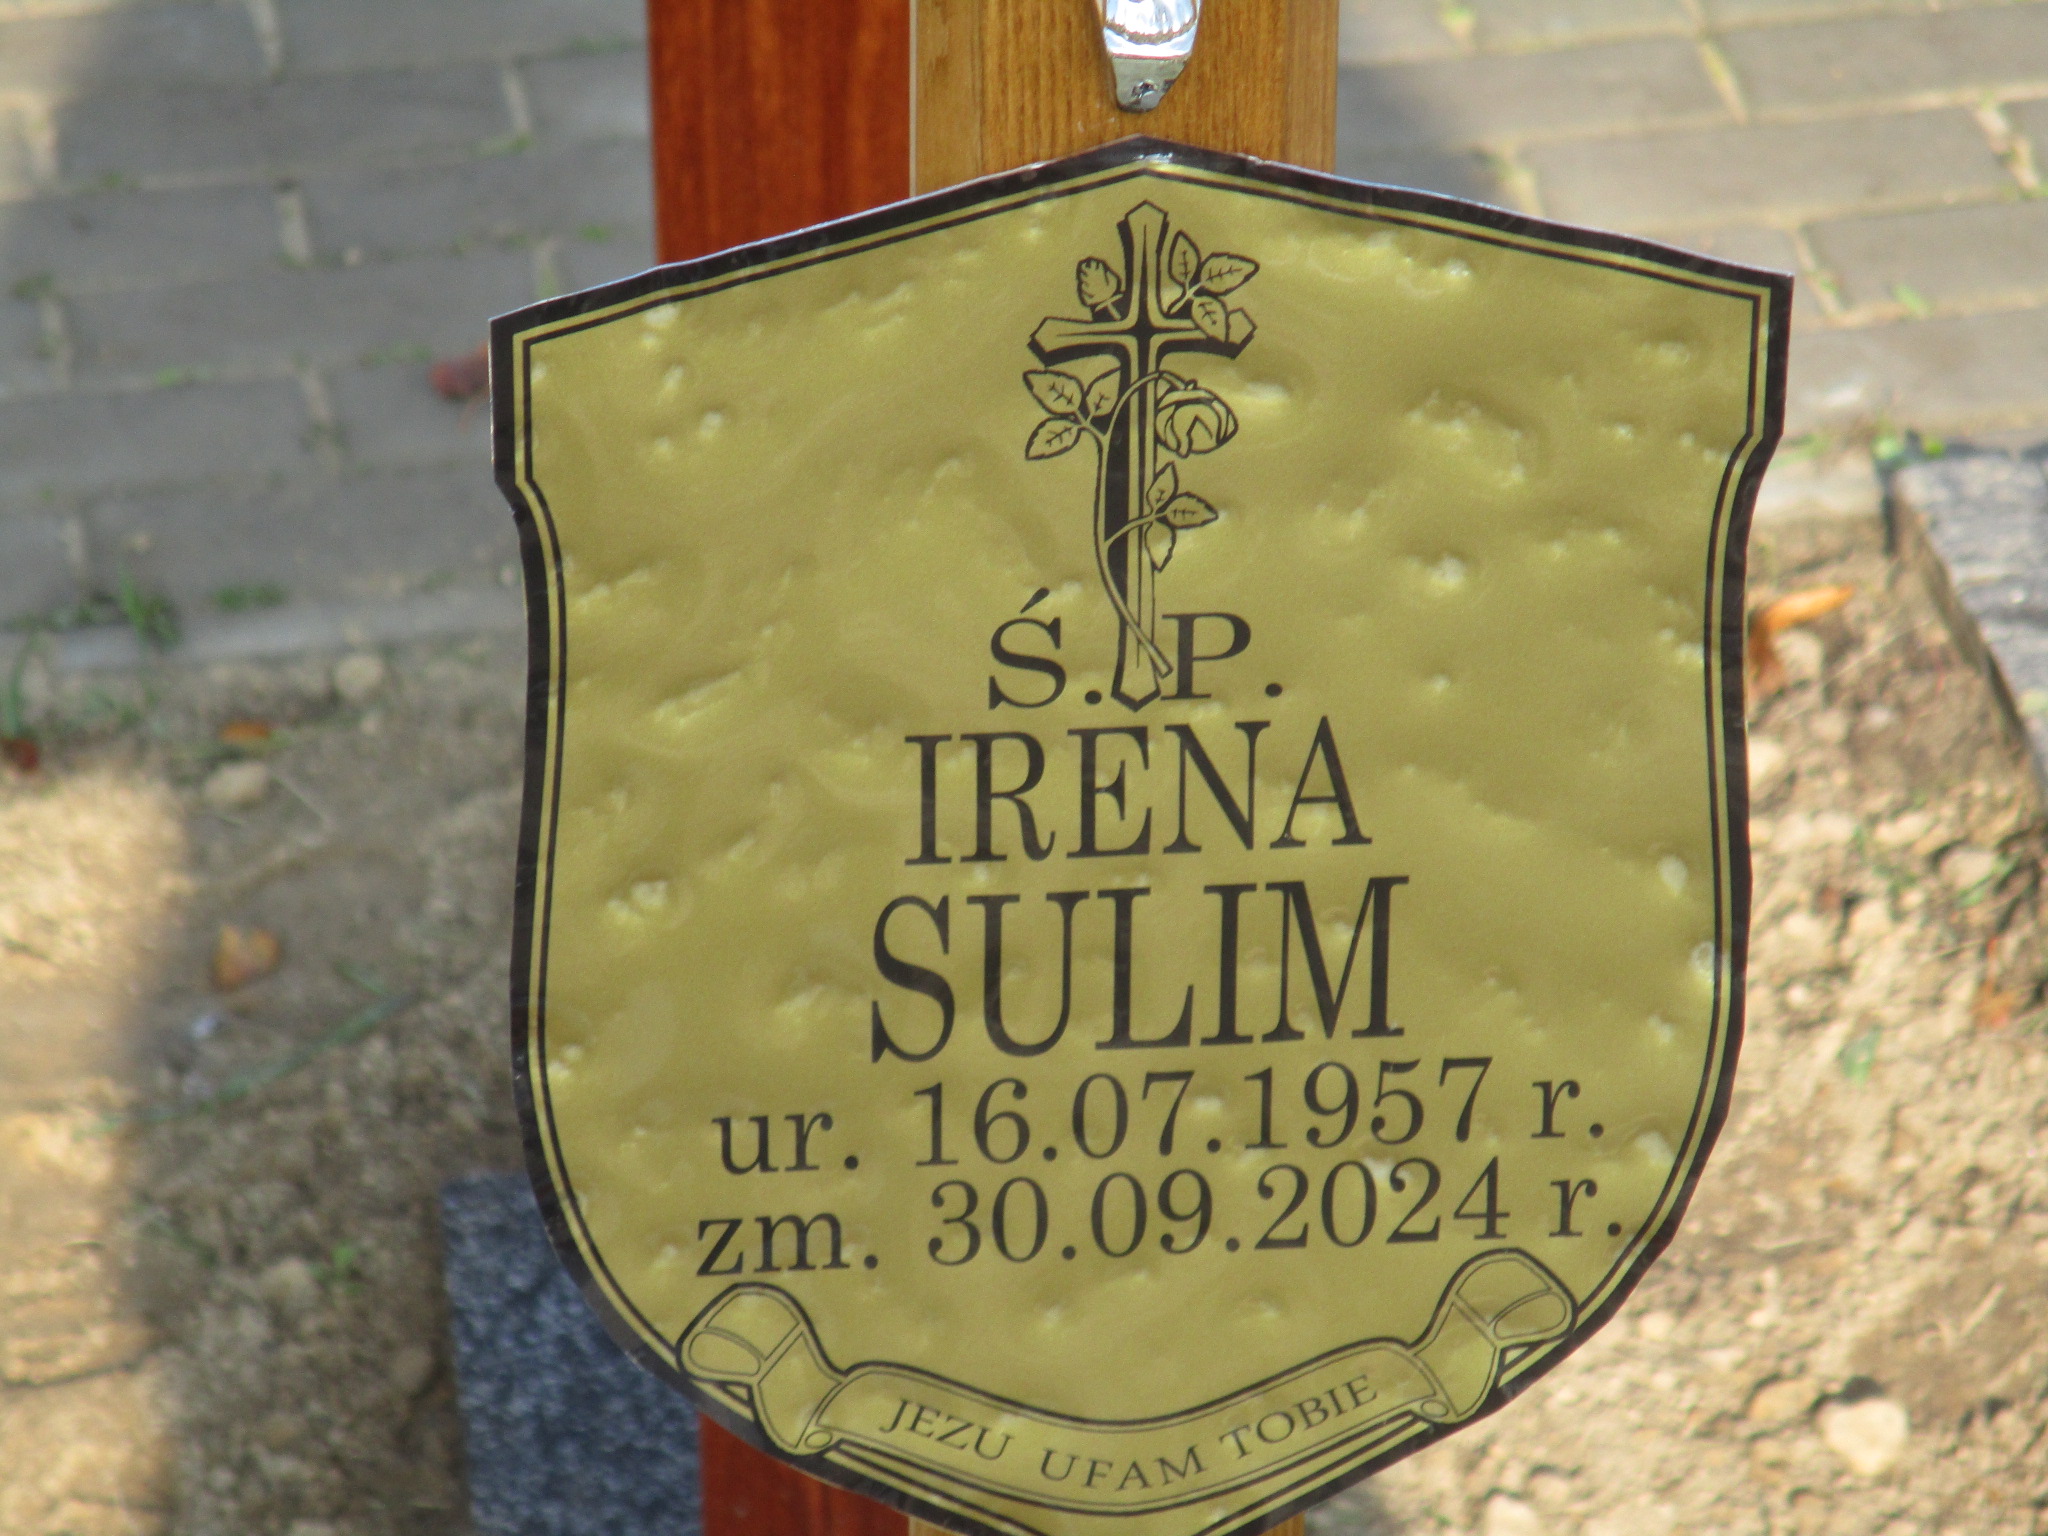 Ś.P.
IRENA
SULIM
ur. 16.07.1957 r.
zm. 30.09.2024 r.
JEZU UFAM TOBIE